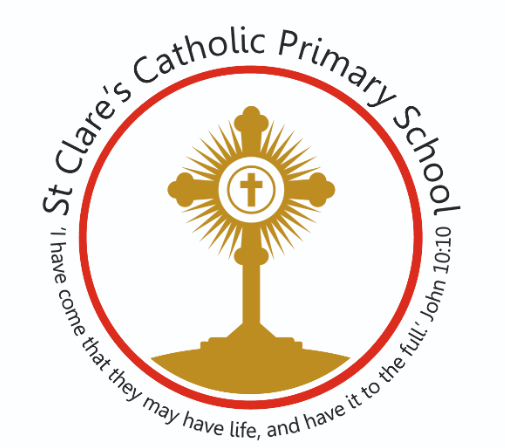 St Clare's Catholic Primary School
'I have come that they may have life, and have it to the full.' John 10:10